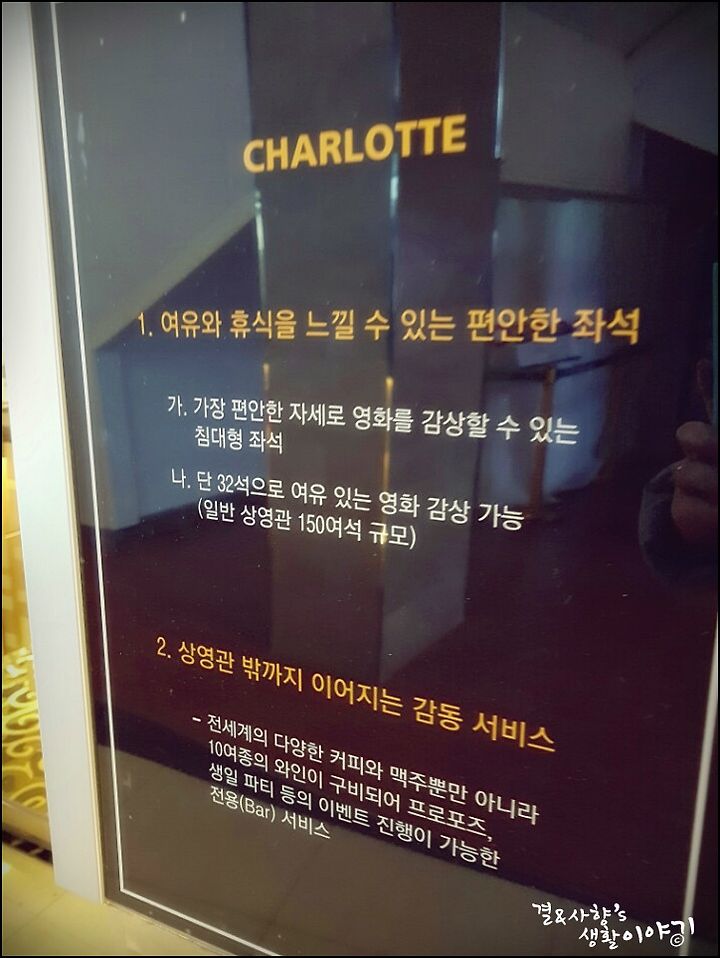 CHARLOTTE
1. 여유와 휴식을 느낄 수 있는 편안한 좌석
가. 가장 편안한 자세로 영화를 감상할 수 있는
침대형 좌석
나. 단 32석으로 여유 있는 영화 감상 가능
(일반 상영관 150여석 규모)
2. 상영관 밖까지 이어지는 감동 서비스
- 전세계의 다양한 커피와 맥주뿐만 아니라
10여종의 와인이 구비되어 프로포즈,
생일 파티 등의 이벤트 진행이 가능한
전용(Bar) 서비스
결&사향's
생활이야기
©